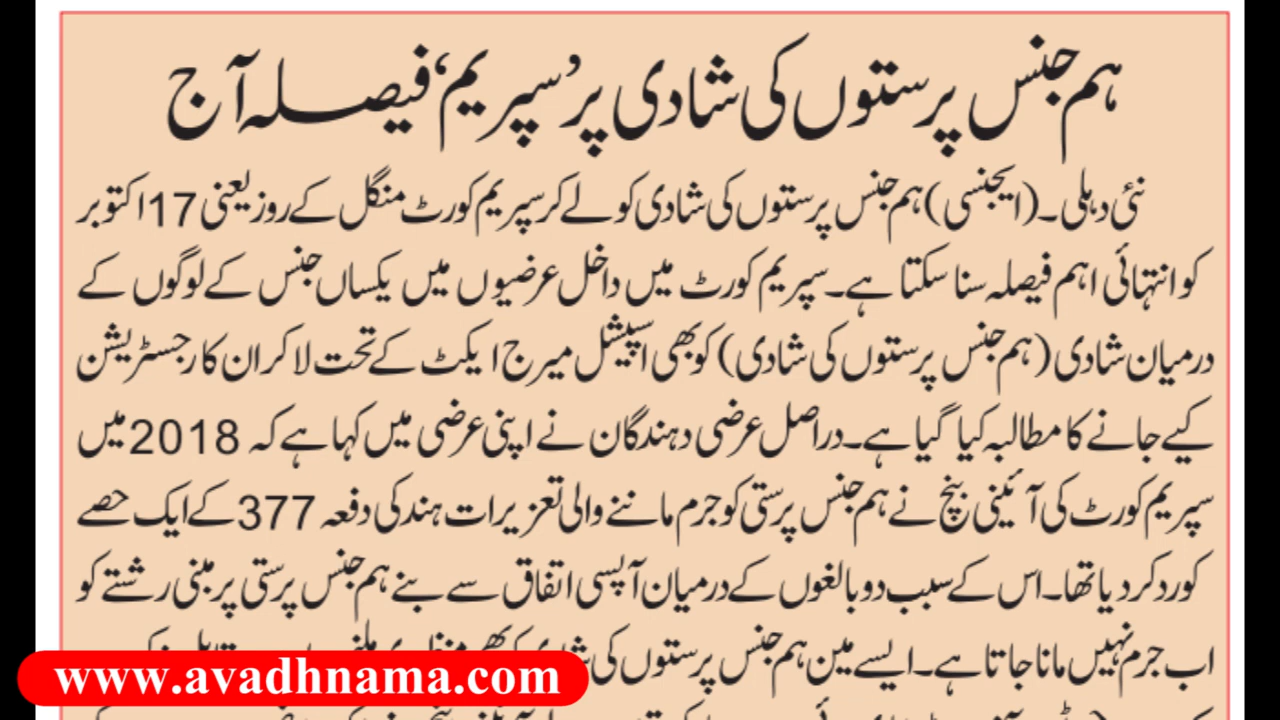 ہم جنس پرستوں کی شادی پر ’سپریم‘ فیصلہ آج
نئی دہلی۔(ایجنسی) ہم جنس پرستوں کی شادی کو لے کر سپریم کورٹ منگل کے روز یعنی 17 اکتوبر
کو انتہائی اہم فیصلہ سنا سکتا ہے۔ سپریم کورٹ میں داخل عرضیوں میں یکساں جنس کے لوگوں کے
درمیان شادی (ہم جنس پرستوں کی شادی) کو بھی اسپیشل میرج ایکٹ کے تحت لا کر ان کا رجسٹریشن
کیے جانے کا مطالبہ کیا گیا ہے۔ دراصل عرضی دہندگان نے اپنی عرضی میں کہا ہے کہ 2018 میں
سپریم کورٹ کی آئینی بنچ نے ہم جنس پرستی کو جرم ماننے والی تعزیرات ہند کی دفعہ 377 کے ایک حصے
کو رد کر دیا تھا۔ اس کے سبب دو بالغوں کے درمیان آپسی اتفاق سے بنے ہم جنس پرستی پر مبنی رشتے کو
اب جرم نہیں مانا جاتا ہے۔ ایسے مین ہم جنس پرستوں کی
www.avadhnama.com